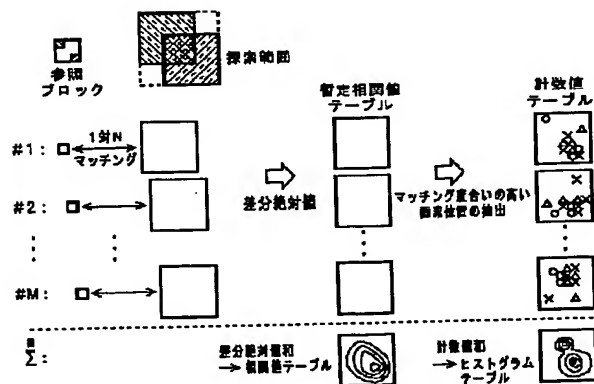 参照
ブロック
探索範囲
暫定相関値
テーブル
計数値
テーブル
#1:
1対N
マッチング
#2:
差分絶対値
マッチング度合いの高い
画素位置の抽出
#M:
Σ:
差分絶対値和
→ 相関値テーブル
計数値和
→ ヒストグラム
テーブル